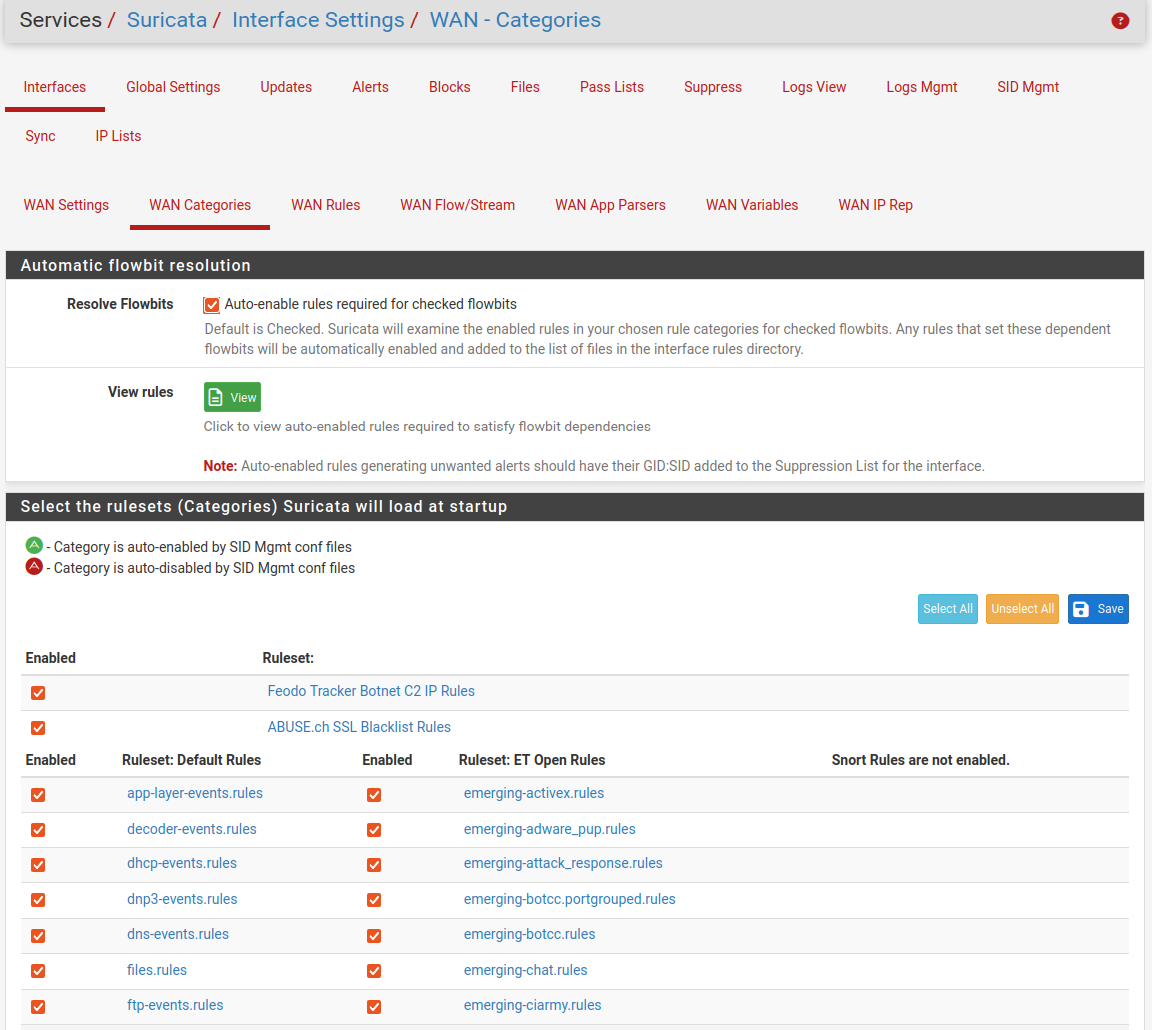 Services / Suricata / Interface Settings / WAN - Categories ?
Interfaces Global Settings Updates Alerts Blocks Files Pass Lists Suppress Logs View Logs Mgmt SID Mgmt
Sync IP Lists
WAN Settings WAN Categories WAN Rules WAN Flow/Stream WAN App Parsers WAN Variables WAN IP Rep
Automatic flowbit resolution
Resolve Flowbits Auto-enable rules required for checked flowbits
Default is Checked. Suricata will examine the enabled rules in your chosen rule categories for checked flowbits. Any rules that set these dependent
flowbits will be automatically enabled and added to the list of files in the interface rules directory.
View rules View
Click to view auto-enabled rules required to satisfy flowbit dependencies
Note: Auto-enabled rules generating unwanted alerts should have their GID:SID added to the Suppression List for the interface.
Select the rulesets (Categories) Suricata will load at startup
- Category is auto-enabled by SID Mgmt conf files
- Category is auto-disabled by SID Mgmt conf files
Select All Unselect All Save
Enabled Ruleset:
Feodo Tracker Botnet C2 IP Rules
ABUSE.ch SSL Blacklist Rules
Enabled Ruleset: Default Rules Enabled Ruleset: ET Open Rules Snort Rules are not enabled.
app-layer-events.rules emerging-activex.rules
decoder-events.rules emerging-adware_pup.rules
dhcp-events.rules emerging-attack_response.rules
dnp3-events.rules emerging-botcc.portgrouped.rules
dns-events.rules emerging-botcc.rules
files.rules emerging-chat.rules
ftp-events.rules emerging-ciarmy.rules